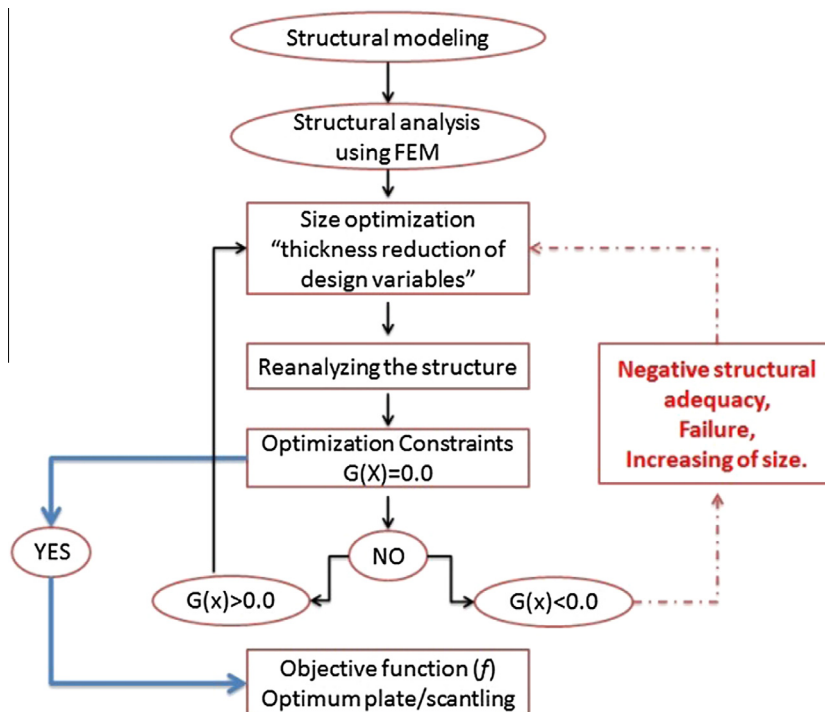 Structural modeling
Structural analysis
using FEM
Size optimization
“thickness reduction of
design variables”
Reanalyzing the structure
Negative structural
adequacy,
Failure,
Increasing of size.
Optimization Constraints
G(X)=0.0
YES
NO
G(x)>0.0
G(x)<0.0
Objective function (f)
Optimum plate/scantling